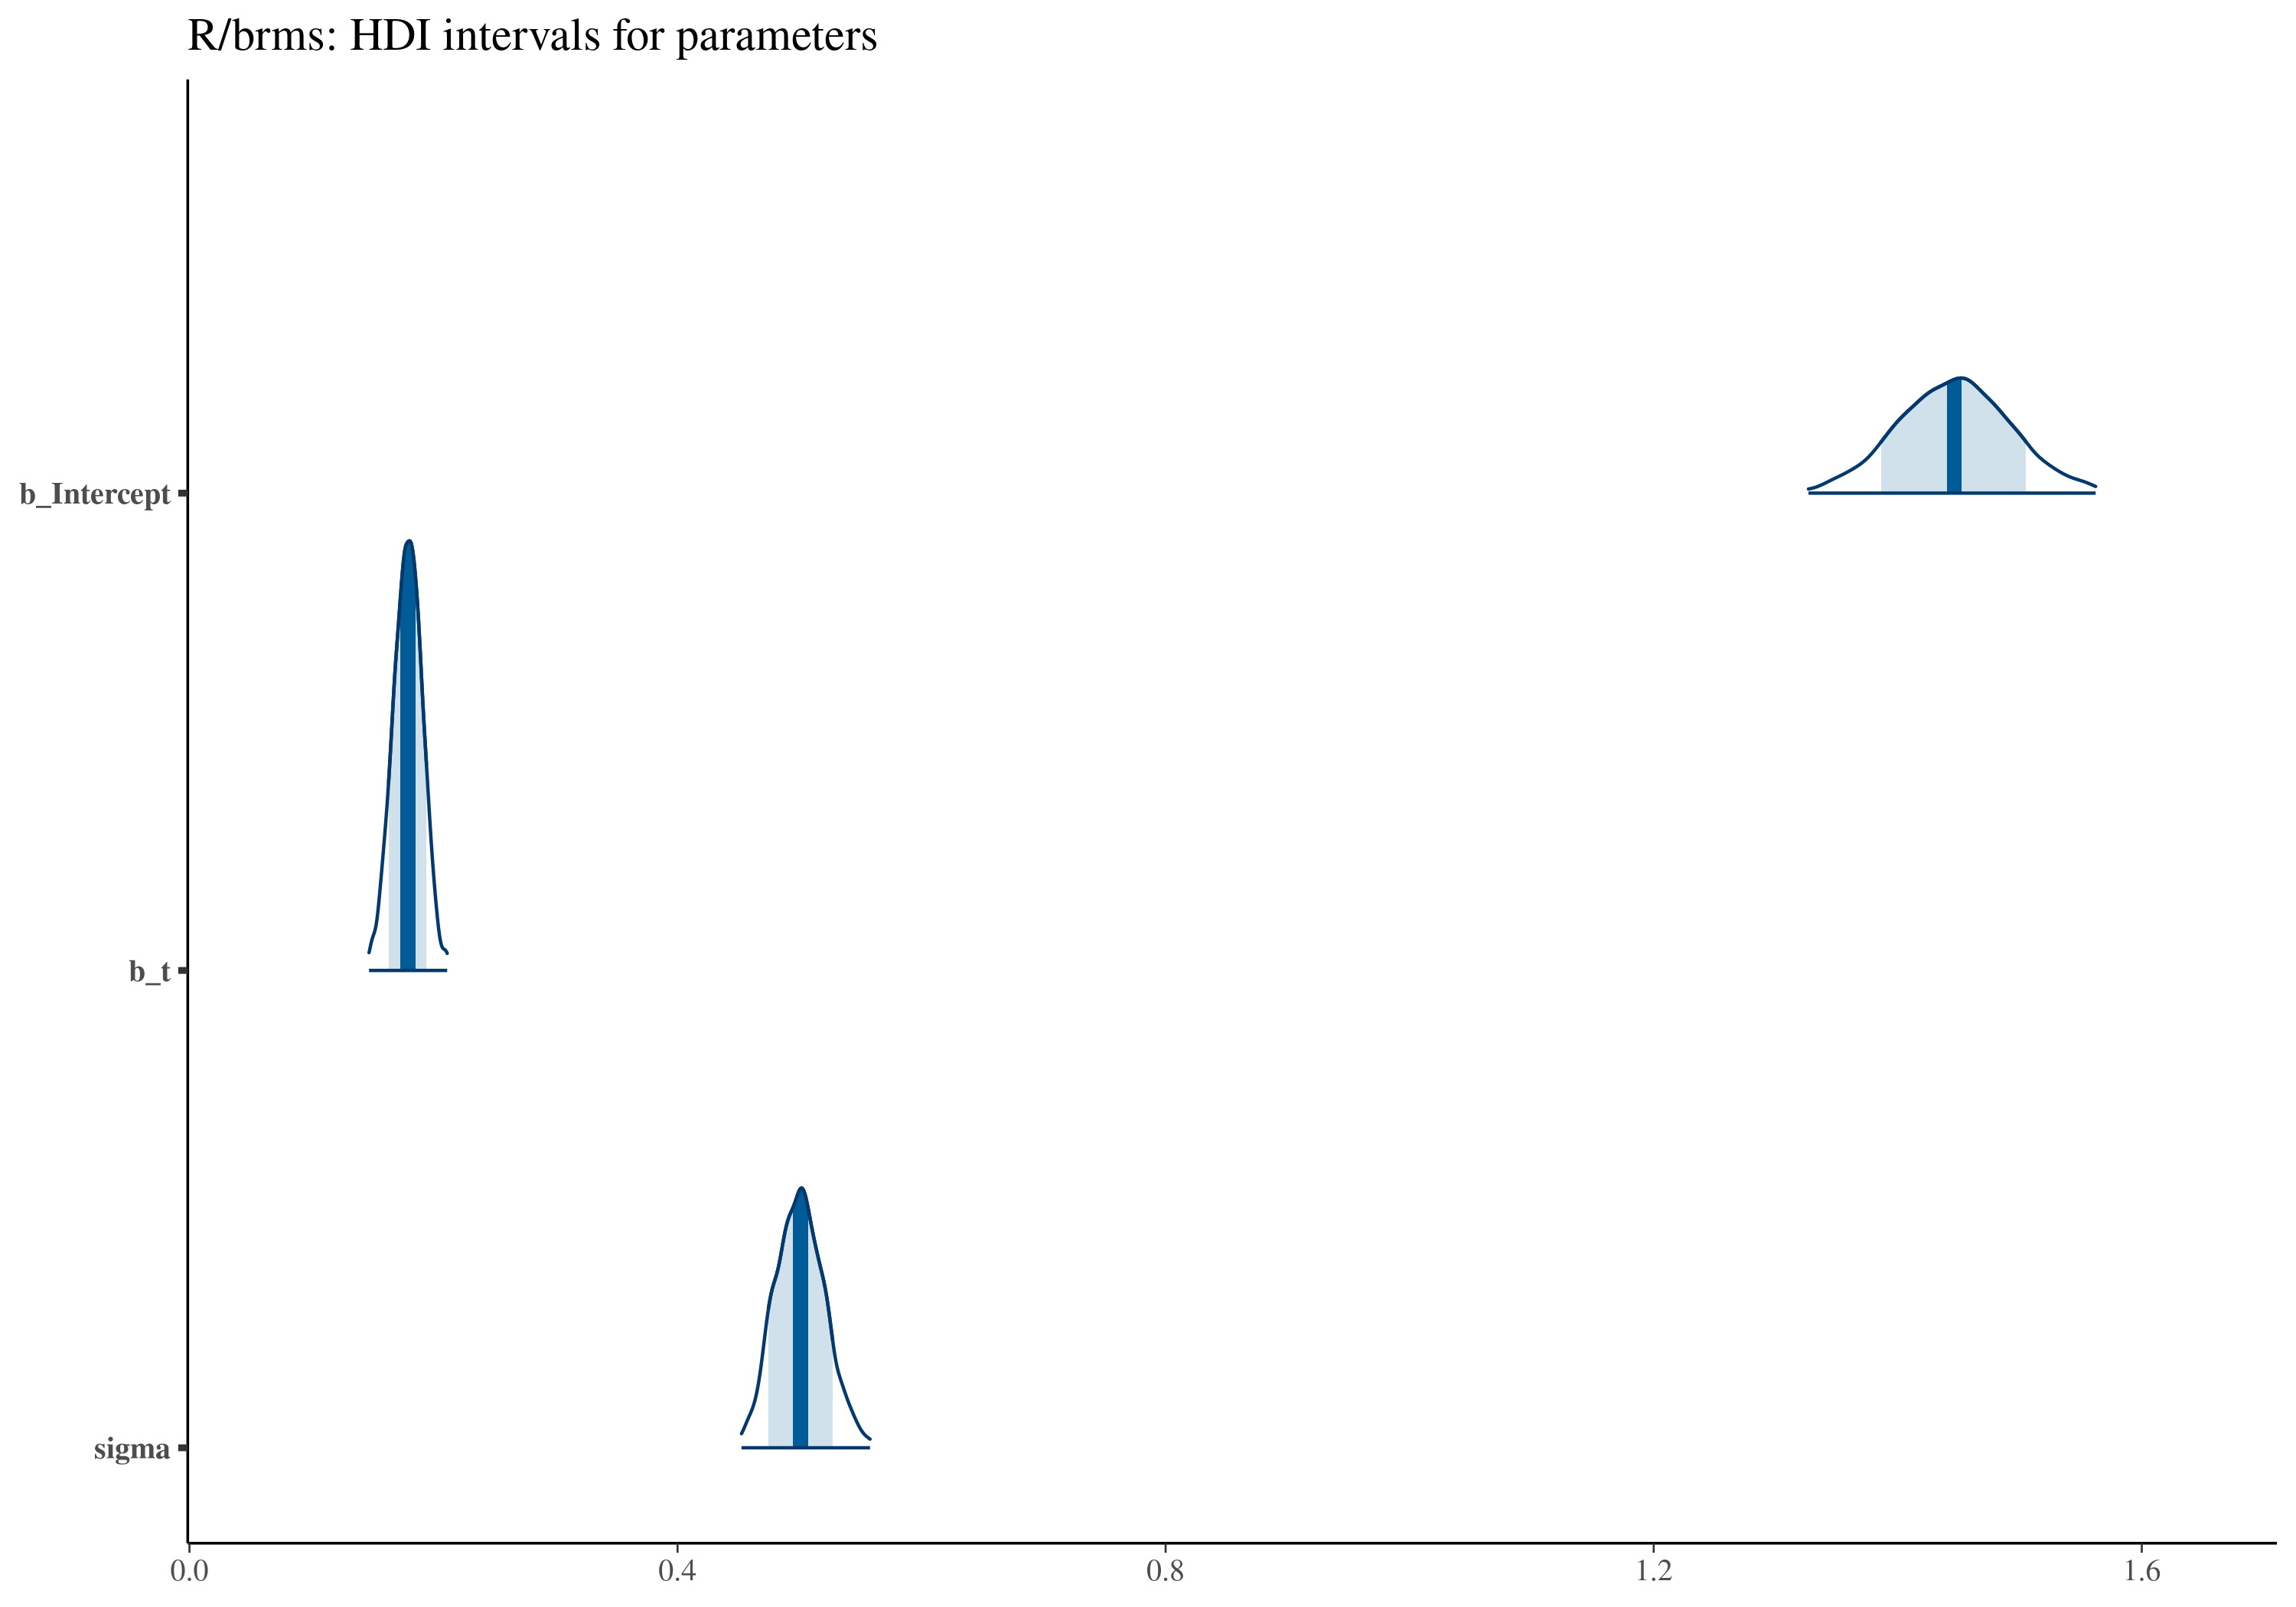 R/brms: HDI intervals for parameters
b_Intercept
b_t
sigma
0.0 0.4 0.8 1.2 1.6